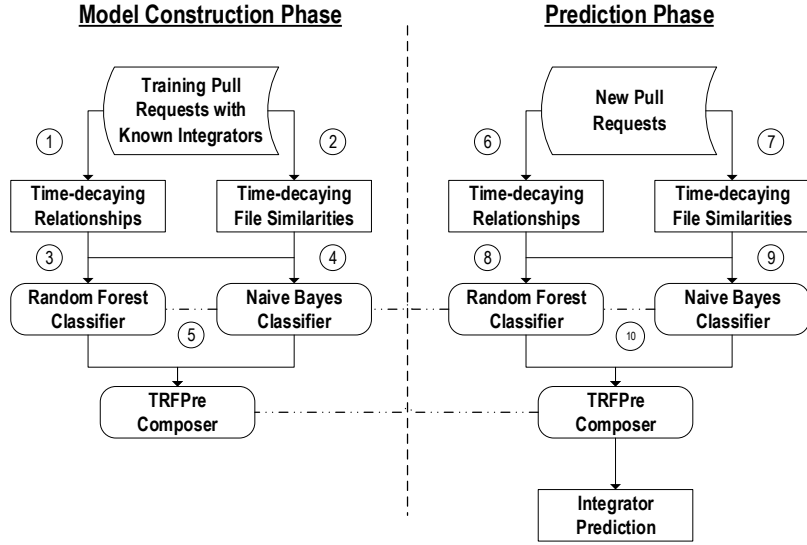 Model Construction Phase
Prediction Phase
Training Pull
Requests with
Known Integrators
1
2
Time-decaying
Relationships
Time-decaying
File Similarities
3
4
Random Forest
Classifier
Naive Bayes
Classifier
5
TRFPre
Composer
New Pull
Requests
6
7
Time-decaying
Relationships
Time-decaying
File Similarities
8
9
Random Forest
Classifier
Naive Bayes
Classifier
10
TRFPre
Composer
Integrator
Prediction